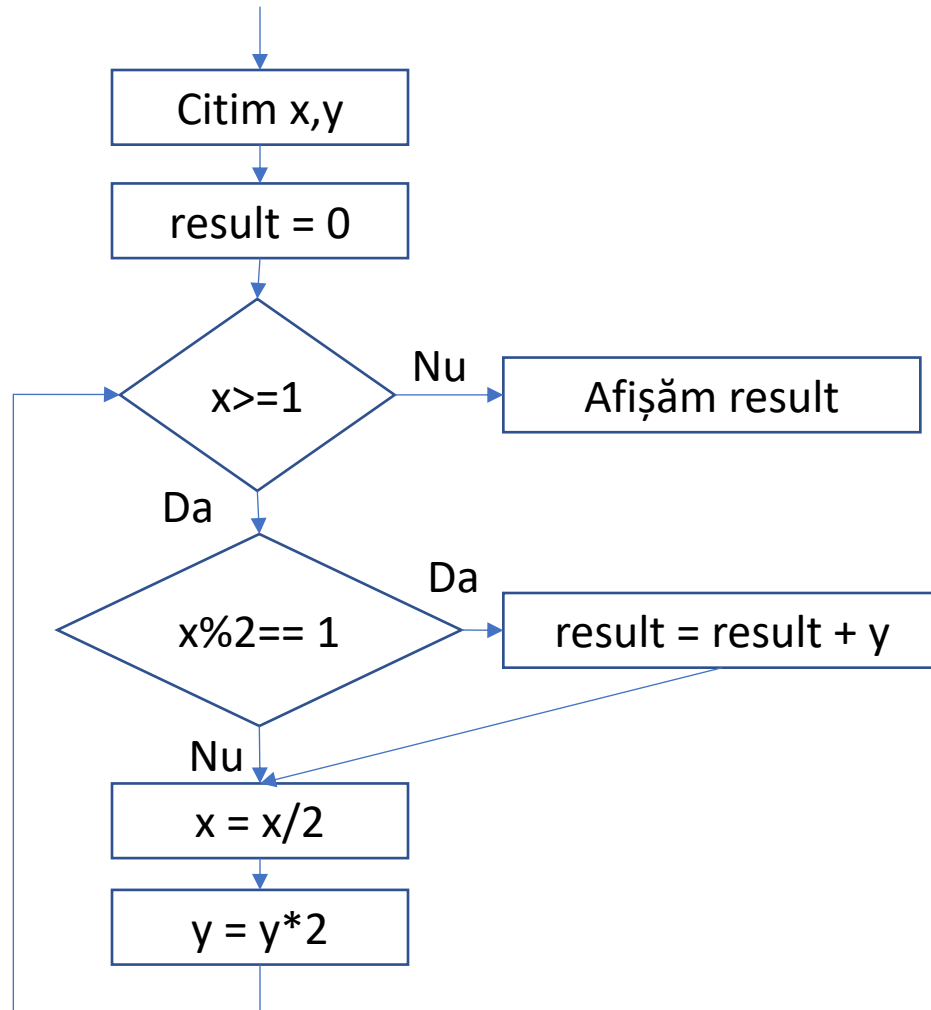 Citim x,y
result = 0
x>=1
Nu
Afișăm result
Da
x%2== 1
Da
result = result + y
Nu
x = x/2
y = y*2